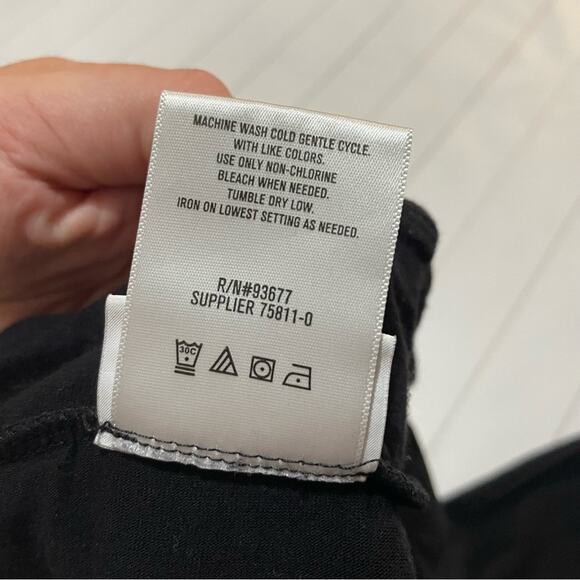 MACHINE WASH COLD GENTLE CYCLE.
WITH LIKE COLORS.
USE ONLY NON-CHLORINE
BLEACH WHEN NEEDED.
TUMBLE DRY LOW.
IRON ON LOWEST SETTING AS NEEDED.
R/N#93677
SUPPLIER 75811-0
30C